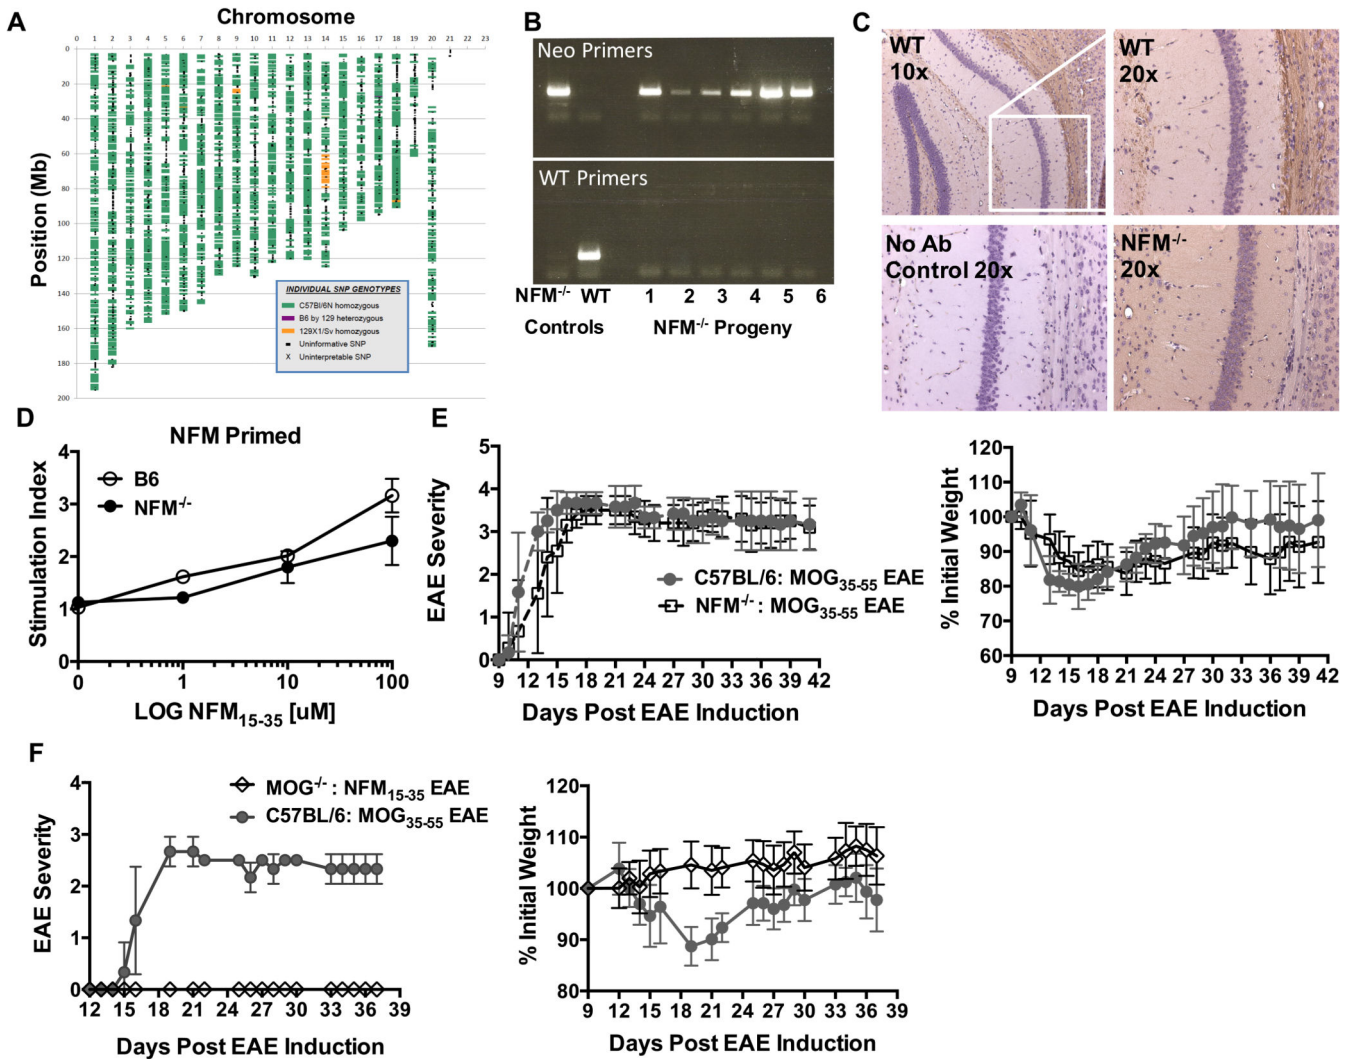 A
Chromosome
0 1 2 3 4 5 6 7 8 9 10 11 12 13 14 15 16 17 18 19 20 21 22 23
Position (Mb)
0
20
40
60
80
100
120
140
160
180
200
INDIVIDUAL SNP GENOTYPES
C57Bl/6N homozygous
B6 by 129 heterozygous
129X1/Sv homozygous
Uninformative SNP
X Uninterpretable SNP
B
Neo Primers
WT Primers
NFM-/- WT 1 2 3 4 5 6
Controls NFM-/- Progeny
C
WT
10x
WT
20x
No Ab
Control 20x
NFM-/-
20x
D
NFM Primed
Stimulation Index
4
3
2
1
0
B6
NFM-/-
0 1 10 100
LOG NFM15-35 [uM]
E
EAE Severity
5
4
3
2
1
0
C57BL/6: MOG35-55 EAE
NFM-/- : MOG35-55 EAE
9 12 15 18 21 24 27 30 33 36 39 42
Days Post EAE Induction
% Initial Weight
120
110
100
90
80
70
60
9 12 15 18 21 24 27 30 33 36 39 42
Days Post EAE Induction
F
EAE Severity
4
3
2
1
0
MOG-/- : NFM15-35 EAE
C57BL/6: MOG35-55 EAE
12 15 18 21 24 27 30 33 36 39
Days Post EAE Induction
% Initial Weight
120
110
100
90
80
9 12 15 18 21 24 27 30 33 36 39
Days Post EAE Induction